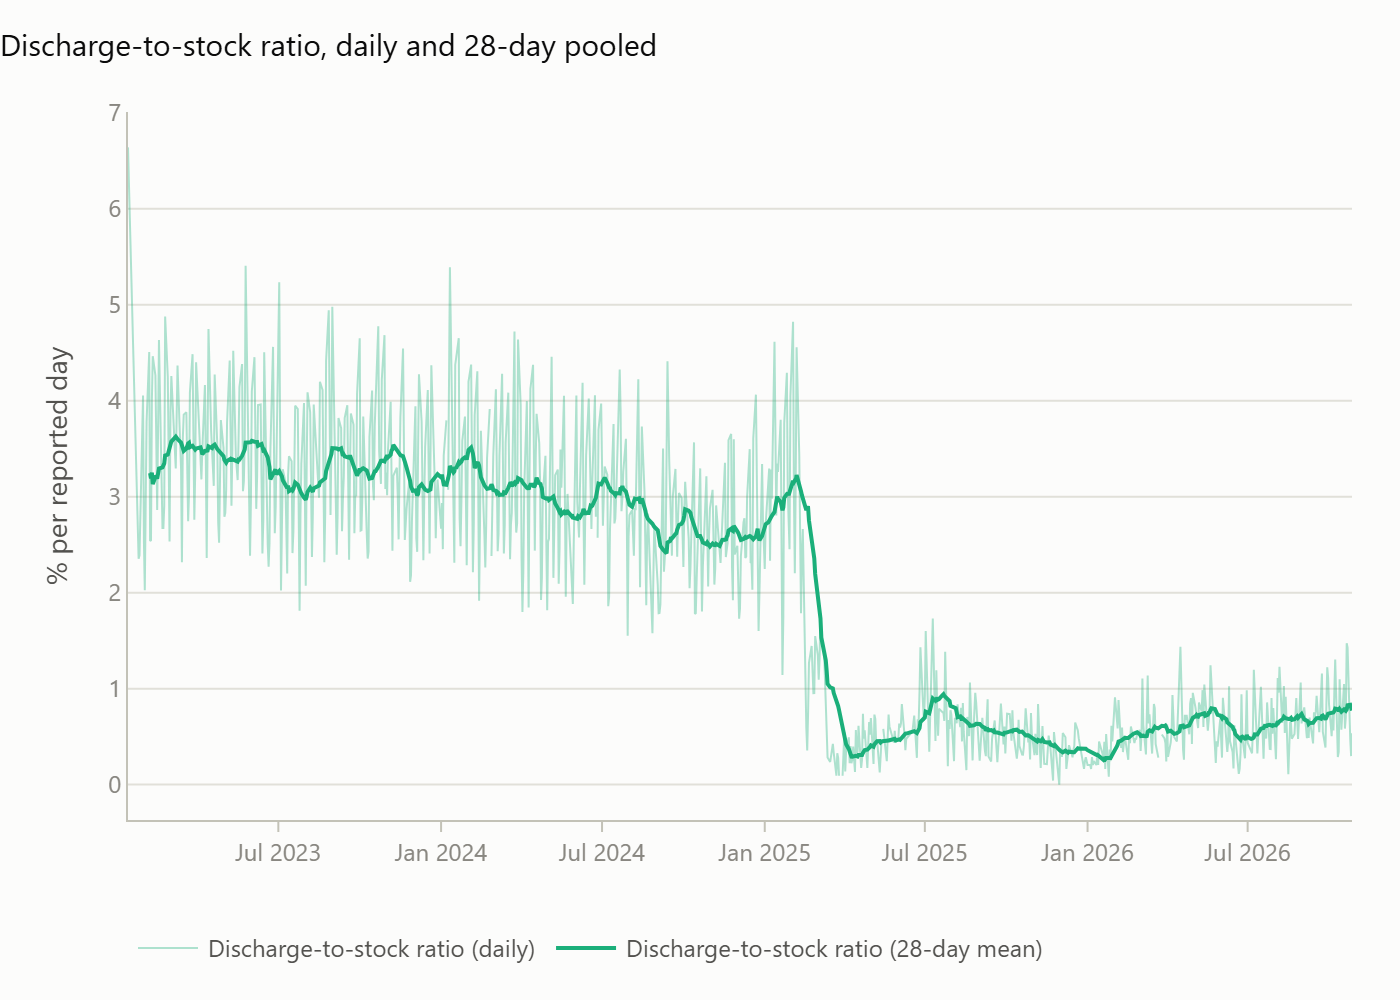 Discharge-to-stock ratio, daily and 28-day pooled
% per reported day
7
6
5
4
3
2
1
0
Jul 2023
Jan 2024
Jul 2024
Jan 2025
Jul 2025
Jan 2026
Jul 2026
Discharge-to-stock ratio (daily)
Discharge-to-stock ratio (28-day mean)